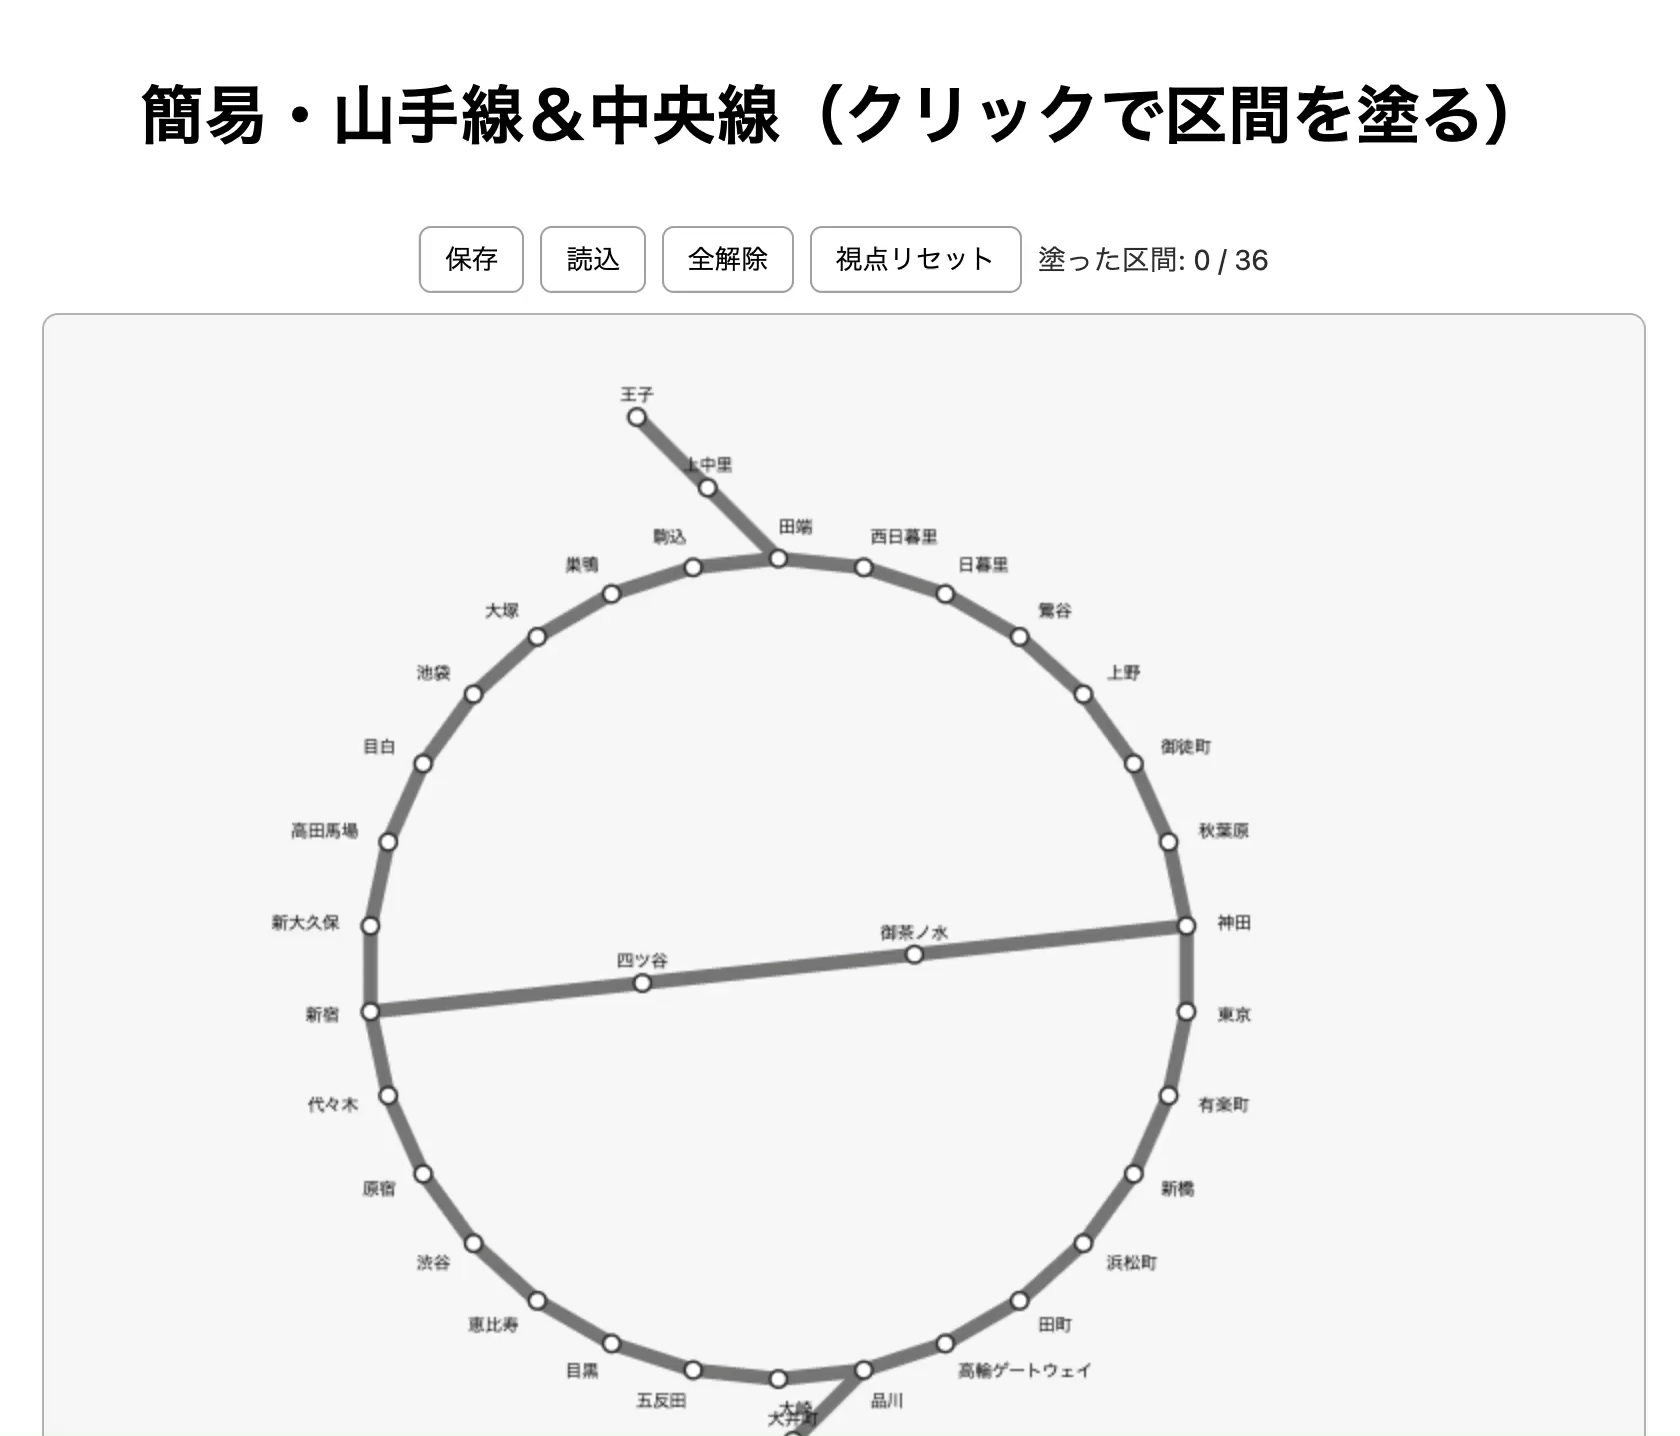 簡易・山手線＆中央線（クリックで区間を塗る）
保存
読込
全解除
視点リセット
塗った区間: 0 / 36
王子
上中里
田端
駒込
西日暮里
巣鴨
日暮里
大塚
鶯谷
池袋
上野
目白
御徒町
高田馬場
秋葉原
新大久保
神田
御茶ノ水
四ツ谷
新宿
東京
代々木
有楽町
原宿
新橋
渋谷
浜松町
恵比寿
田町
目黒
高輪ゲートウェイ
五反田
品川
大崎
大井町